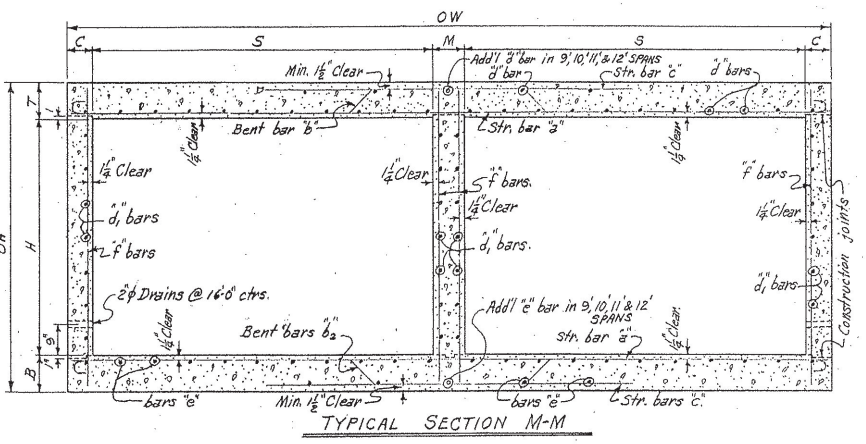 OW
C S M S C
Min. 1½" Clear
Add'l "d" bar in 9', 10', 11', & 12' SPANS
"d" bar
Str. bar "c"
"d" bars
T
1"
Bent bar "b"
1¼" Clear
Str. bar "a"
1¼" Clear
1¼" Clear
1¼" Clear
"f" bars.
"f" bars
1¼" Clear
1¼" Clear
"d₁" bars
"d₁" bars.
"d₁" bars
"f" bars
H
Construction joints
2"φ Drains @ 16'-0" ctrs.
Add'l "e" bar in 9', 10', 11' & 12'
SPANS
9"
1¼" Clear
Bent bars "b₂"
Str. bar "a"
1¼" Clear
1"
B
bars "e"
Min. 1½" Clear
bars "e"
Str. bars "c".
TYPICAL SECTION M-M